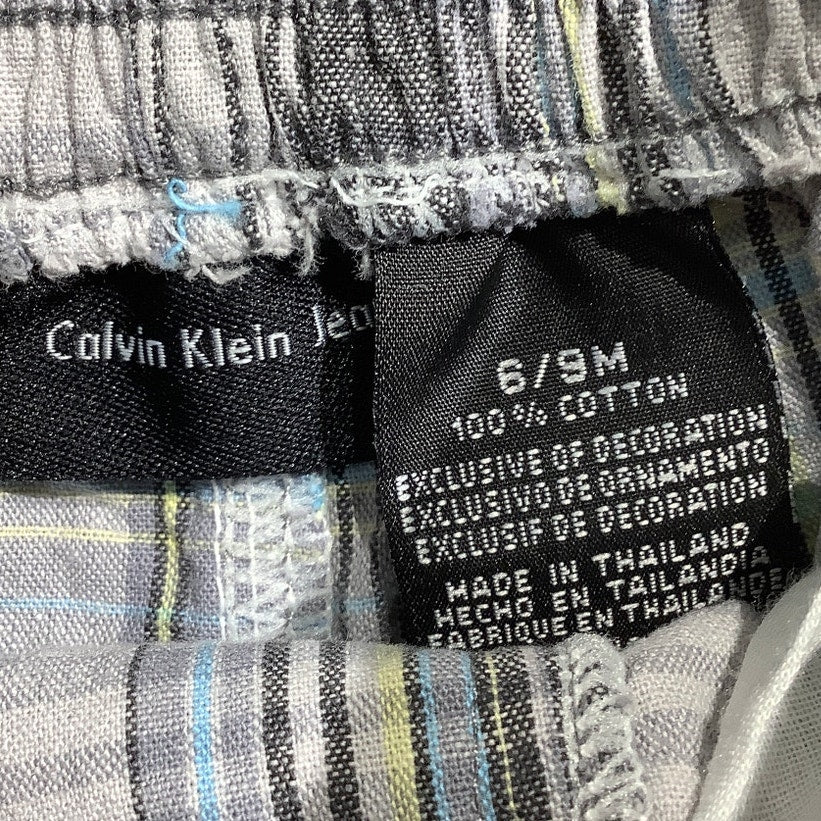 Calvin Klein Jea
6/9M
100% COTTON
EXCLUSIVE OF DECORATION
EXCLUSIVO DE ORNAMENTO
EXCLUSIF DE DECORATION
MADE IN THAILAND
HECHO EN TAILANDIA
FABRIQUE EN THAILANDE